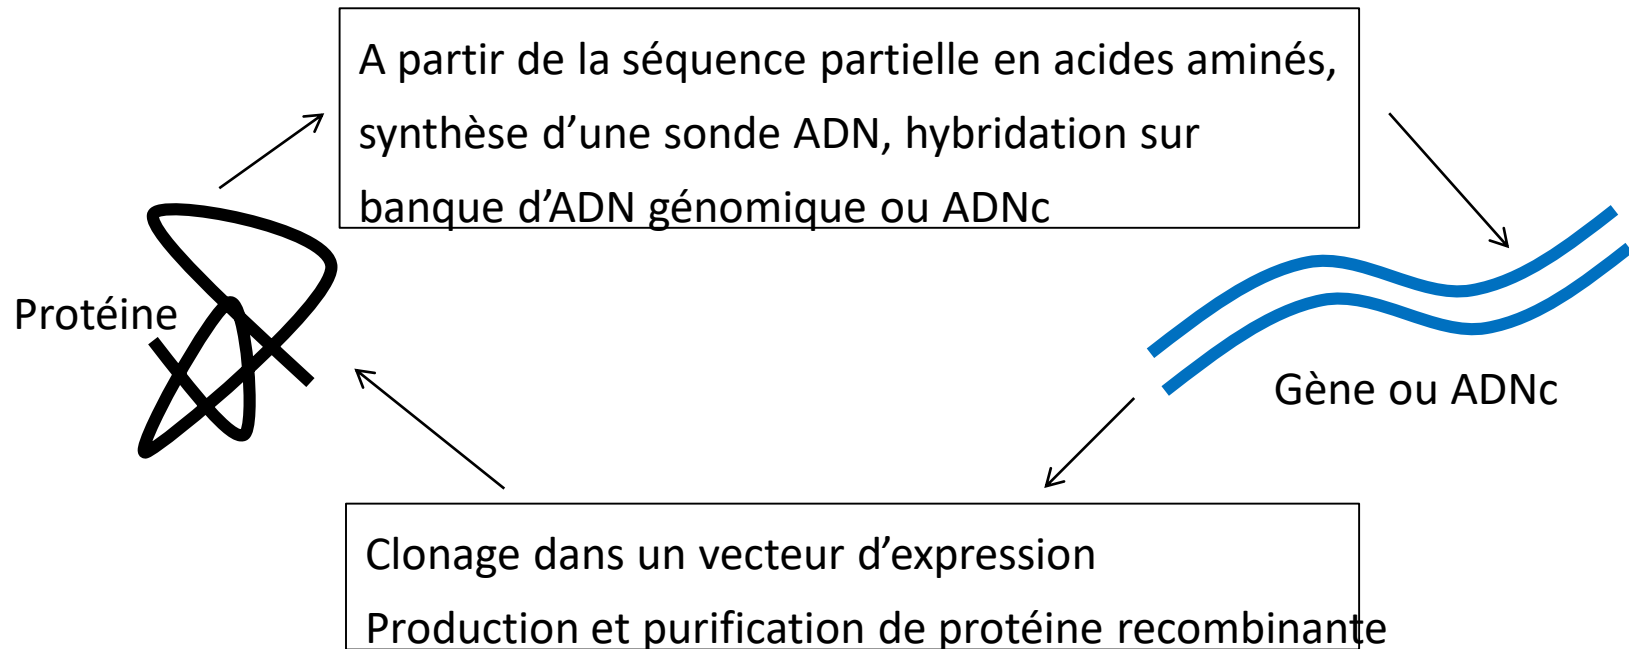 A partir de la séquence partielle en acides aminés,
synthèse d’une sonde ADN, hybridation sur
banque d’ADN génomique ou ADNc
Protéine
Gène ou ADNc
Clonage dans un vecteur d’expression
Production et purification de protéine recombinante